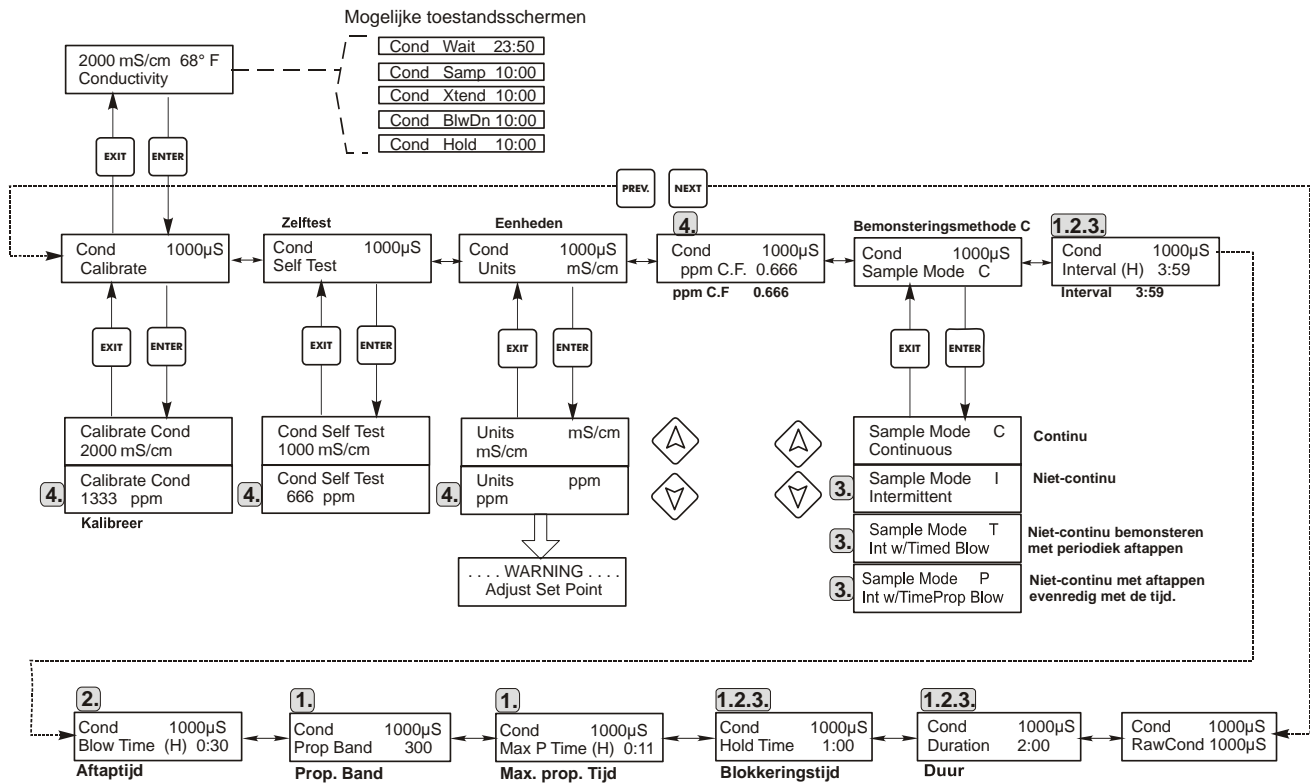 Mogelijke toestandsschermen
2000 mS/cm 68° F
Conductivity
Cond Wait 23:50
Cond Samp 10:00
Cond Xtend 10:00
Cond BlwDn 10:00
Cond Hold 10:00
EXIT ENTER
PREV. NEXT
Cond 1000µS
Calibrate
Zelftest
Cond 1000µS
Self Test
Eenheden
Cond 1000µS
Units mS/cm
4.
Cond 1000µS
ppm C.F. 0.666
ppm C.F 0.666
Bemonsteringsmethode C
Cond 1000µS
Sample Mode C
1.2.3.
Cond 1000µS
Interval (H) 3:59
Interval 3:59
EXIT ENTER
EXIT ENTER
EXIT ENTER
EXIT ENTER
Calibrate Cond
2000 mS/cm
4.
Calibrate Cond
1333 ppm
Kalibreer
Cond Self Test
1000 mS/cm
4.
Cond Self Test
666 ppm
Units mS/cm
mS/cm
4.
Units ppm
ppm
. . . . WARNING . . . .
Adjust Set Point
Sample Mode C
Continuous
Continu
3.
Sample Mode I
Intermittent
Niet-continu
3.
Sample Mode T
Int w/Timed Blow
Niet-continu bemonsteren
met periodiek aftappen
3.
Sample Mode P
Int w/TimeProp Blow
Niet-continu met aftappen
evenredig met de tijd.
2.
Cond 1000µS
Blow Time (H) 0:30
Aftaptijd
1.
Cond 1000µS
Prop Band 300
Prop. Band
1.
Cond 1000µS
Max P Time (H) 0:11
Max. prop. Tijd
1.2.3.
Cond 1000µS
Hold Time 1:00
Blokkeringstijd
1.2.3.
Cond 1000µS
Duration 2:00
Duur
Cond 1000µS
RawCond 1000µS